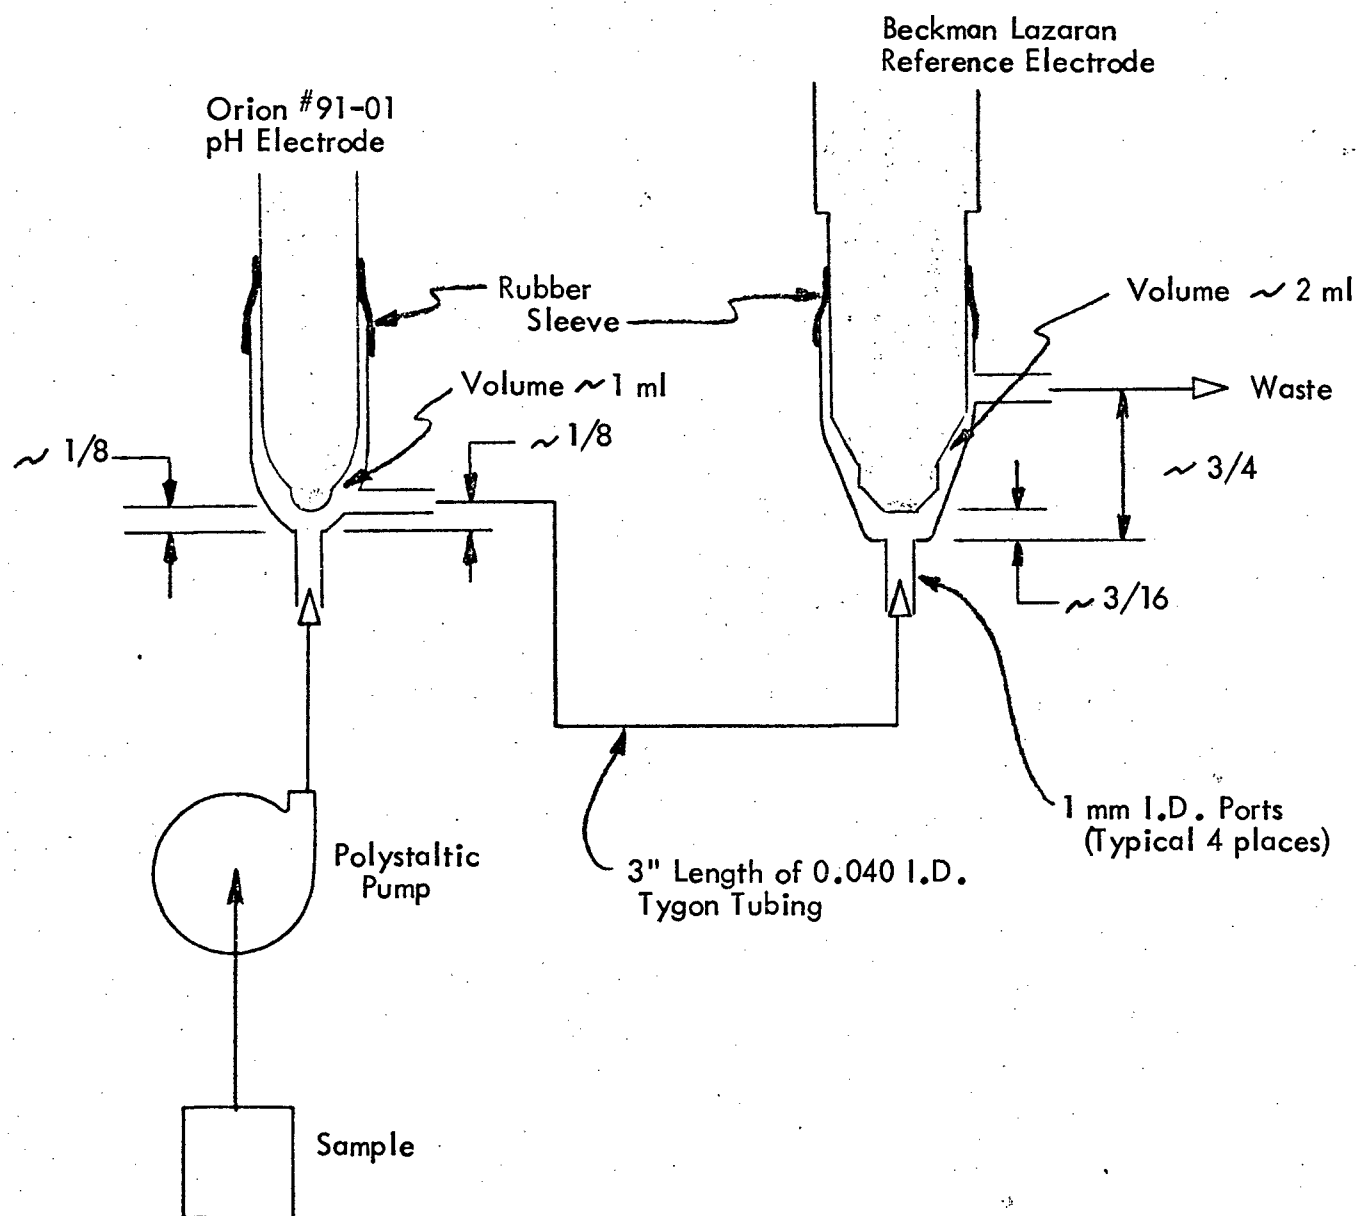 Beckman Lazaran
Reference Electrode
Orion #91-01
pH Electrode
Rubber
Sleeve
Volume ~ 2 ml
Volume ~ 1 ml
Waste
~ 1/8
~ 1/8
~ 3/4
~ 3/16
1 mm I.D. Ports
(Typical 4 places)
Polystaltic
Pump
3" Length of 0.040 I.D.
Tygon Tubing
Sample